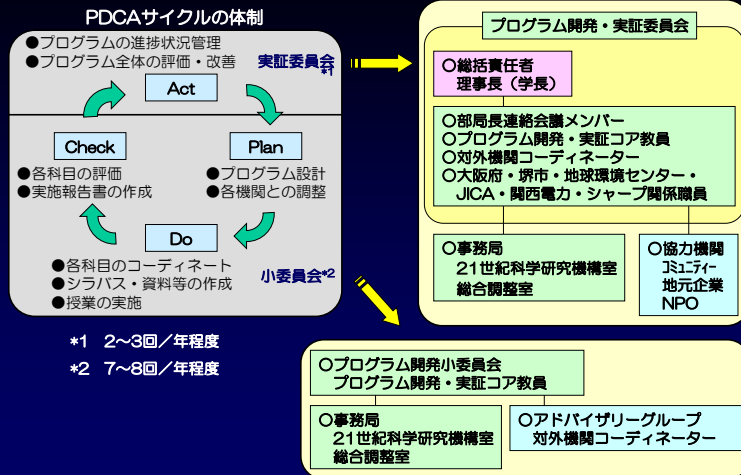 PDCAサイクルの体制
●プログラムの進捗状況管理
●プログラム全体の評価・改善
実証委員会
*1
Act
Check
Plan
●各科目の評価
●実施報告書の作成
●プログラム設計
●各機関との調整
Do
●各科目のコーディネート
●シラバス・資料等の作成
●授業の実施
小委員会*2
*1 2～3回／年程度
*2 7～8回／年程度
プログラム開発・実証委員会
○総括責任者
理事長（学長）
○部局長連絡会議メンバー
○プログラム開発・実証コア教員
○対外機関コーディネーター
○大阪府・堺市・地球環境センター・
JICA・関西電力・シャープ関係職員
○事務局
21世紀科学研究機構室
総合調整室
○協力機関
コミュニティー
地元企業
NPO
○プログラム開発小委員会
プログラム開発・実証コア教員
○事務局
21世紀科学研究機構室
総合調整室
○アドバイザリーグループ
対外機関コーディネーター